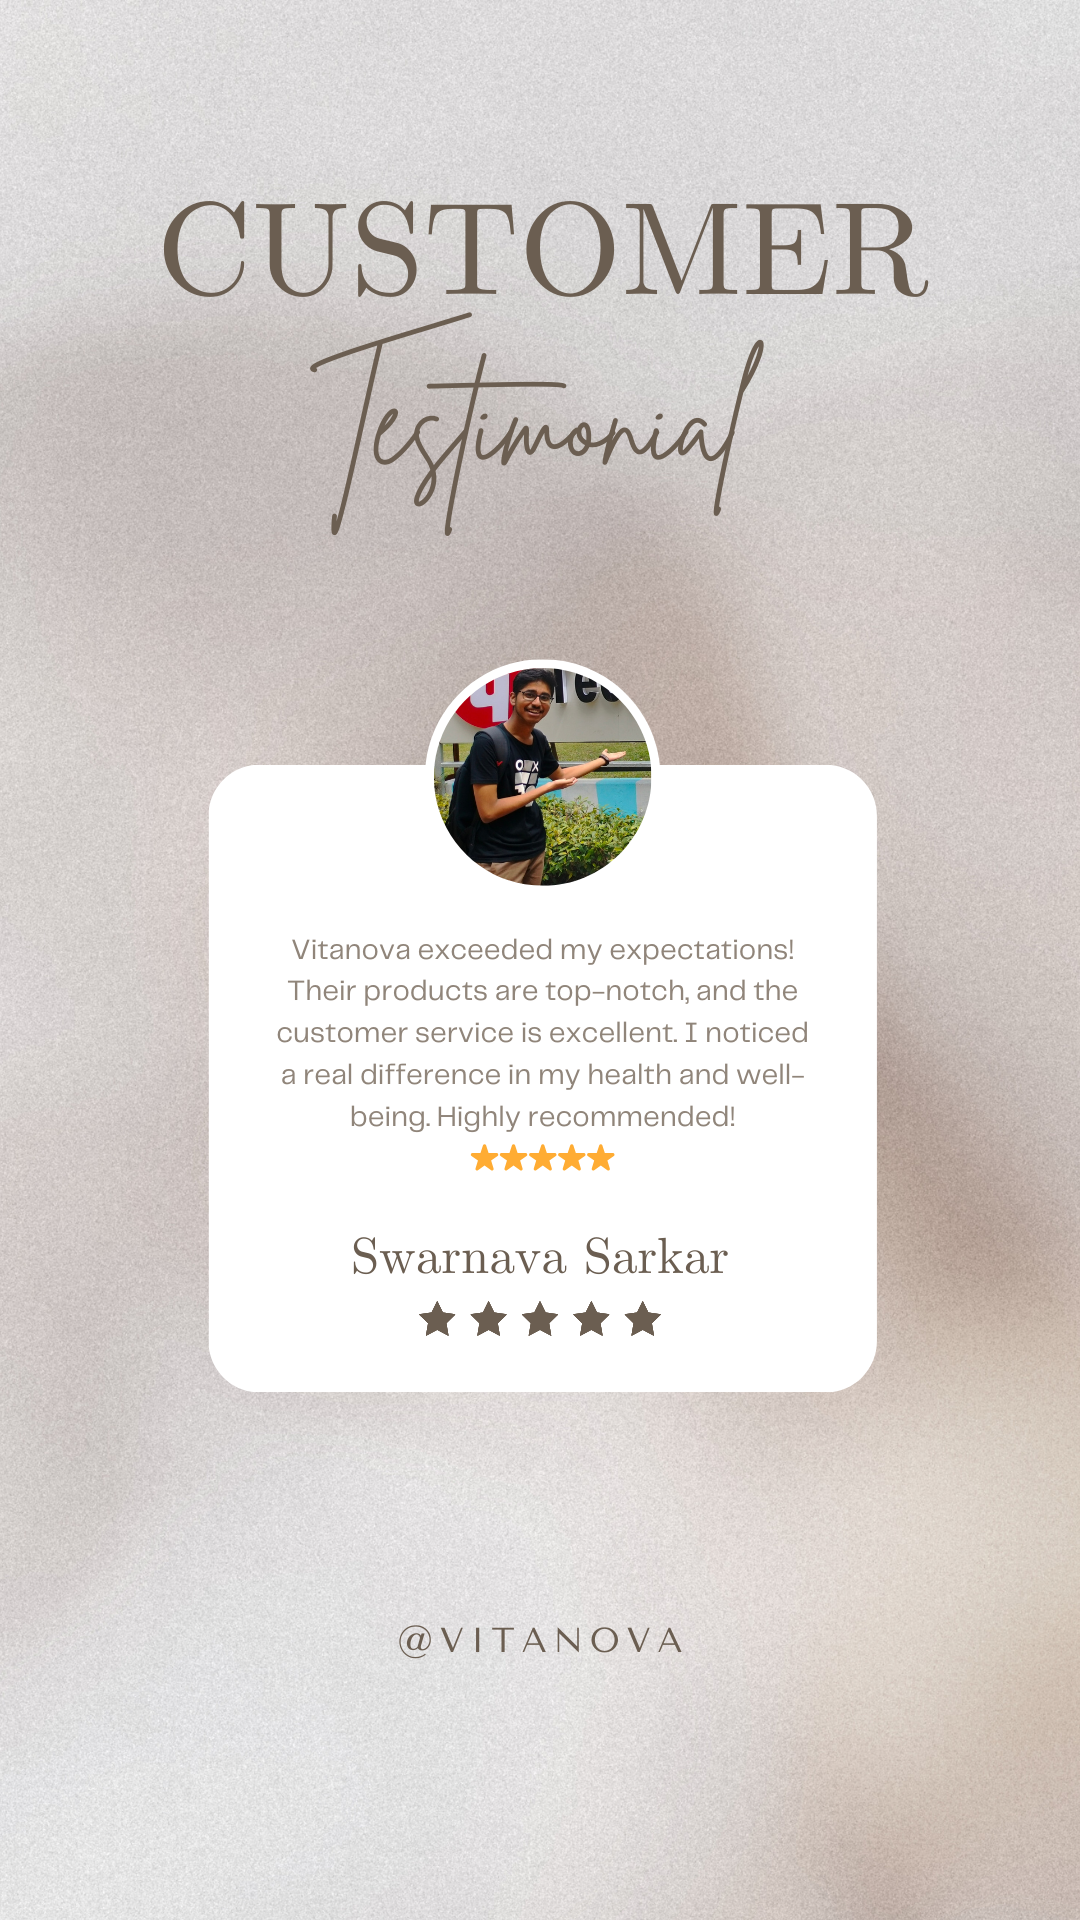 CUSTOMER
Testimonial
Vitanova exceeded my expectations!
Their products are top-notch, and the
customer service is excellent. I noticed
a real difference in my health and well-
being. Highly recommended!
⭐⭐⭐⭐⭐
Swarnava Sarkar
★ ★ ★ ★ ★
@VITANOVA